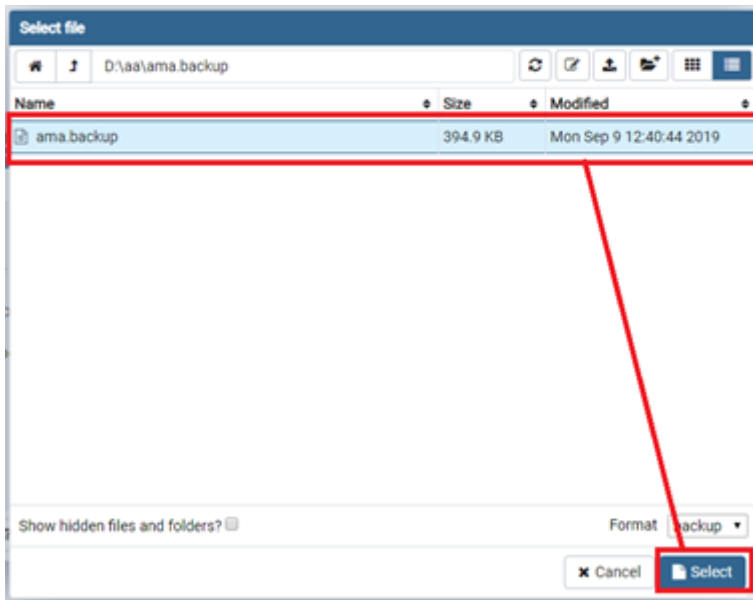 Select file
D:\aa\ama.backup
Name Size Modified
ama.backup 394.9 KB Mon Sep 9 12:40:44 2019
Show hidden files and folders? Format backup
Cancel Select